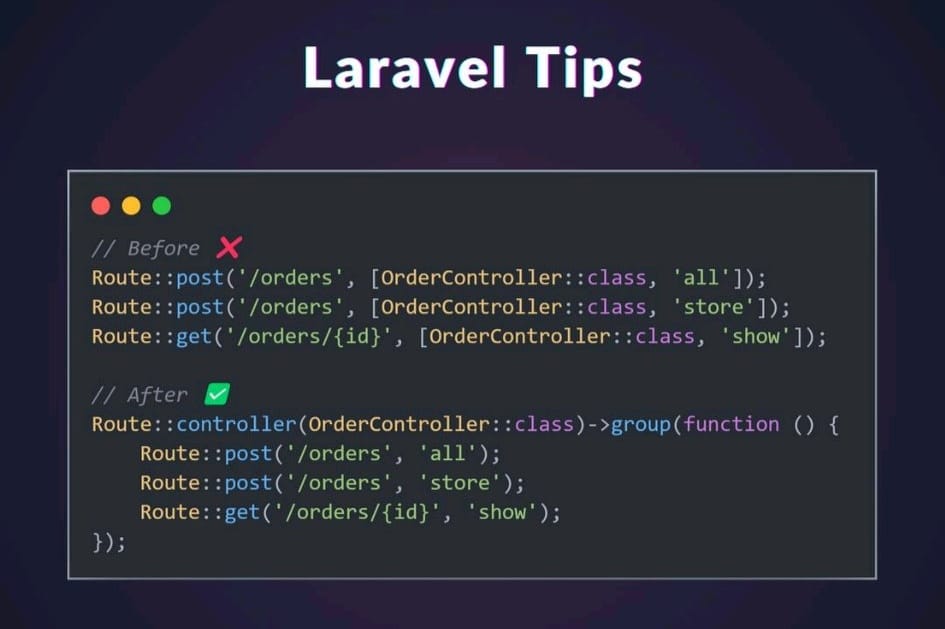 Laravel Tips
// Before ❌
Route::post('/orders', [OrderController::class, 'all']);
Route::post('/orders', [OrderController::class, 'store']);
Route::get('/orders/{id}', [OrderController::class, 'show']);
// After ✅
Route::controller(OrderController::class)->group(function () {
    Route::post('/orders', 'all');
    Route::post('/orders', 'store');
    Route::get('/orders/{id}', 'show');
});